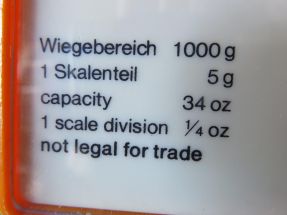 Wiegebereich 1000 g
1 Skalenteil 5 g
capacity 34 oz
1 scale division ¼ oz
not legal for trade